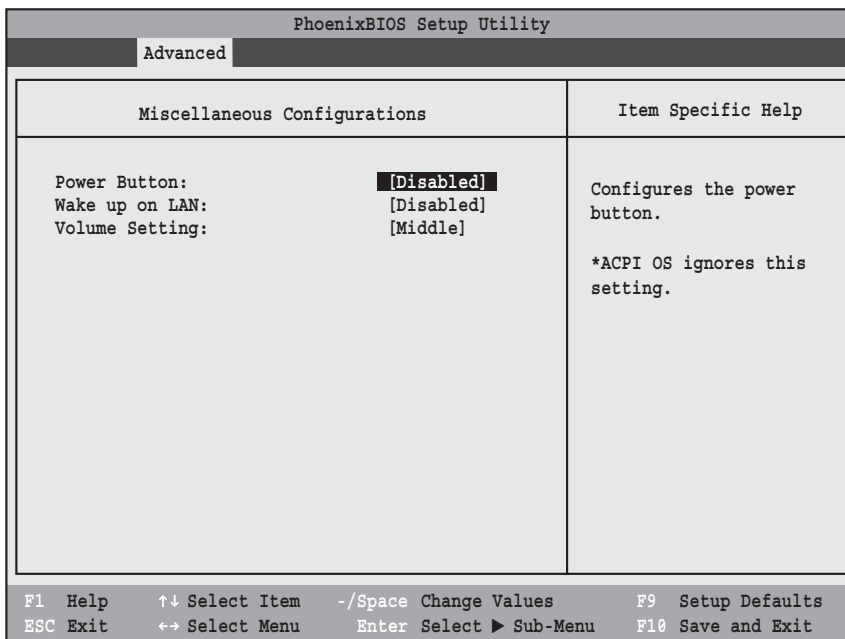 PhoenixBIOS Setup Utility
Advanced
Miscellaneous Configurations
Item Specific Help
Power Button: [Disabled]
Wake up on LAN: [Disabled]
Volume Setting: [Middle]
Configures the power
button.
*ACPI OS ignores this
setting.
F1 Help ↑↓ Select Item -/Space Change Values F9 Setup Defaults
ESC Exit ←→ Select Menu Enter Select ▶ Sub-Menu F10 Save and Exit